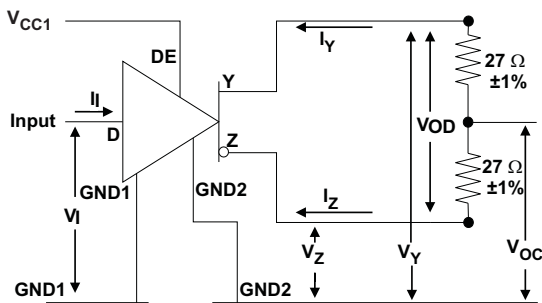 VCC1
DE
IY
Y
27 Ω
±1%
II
Input
D
VOD
Z
GND1
GND2
27 Ω
±1%
VI
IZ
VZ
VY
VOC
GND1
GND2